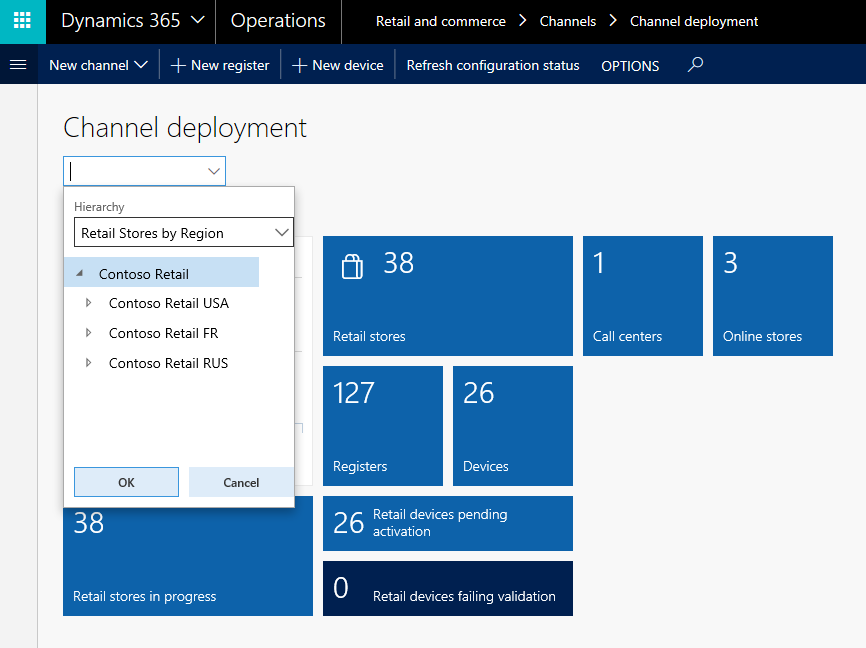 Dynamics 365
Operations
Retail and commerce > Channels > Channel deployment
New channel
New register
New device
Refresh configuration status
OPTIONS
Channel deployment
Hierarchy
Retail Stores by Region
Contoso Retail
Contoso Retail USA
Contoso Retail FR
Contoso Retail RUS
OK
Cancel
38
Retail stores
1
Call centers
3
Online stores
127
Registers
26
Devices
38
Retail stores in progress
26
Retail devices pending
activation
0
Retail devices failing validation